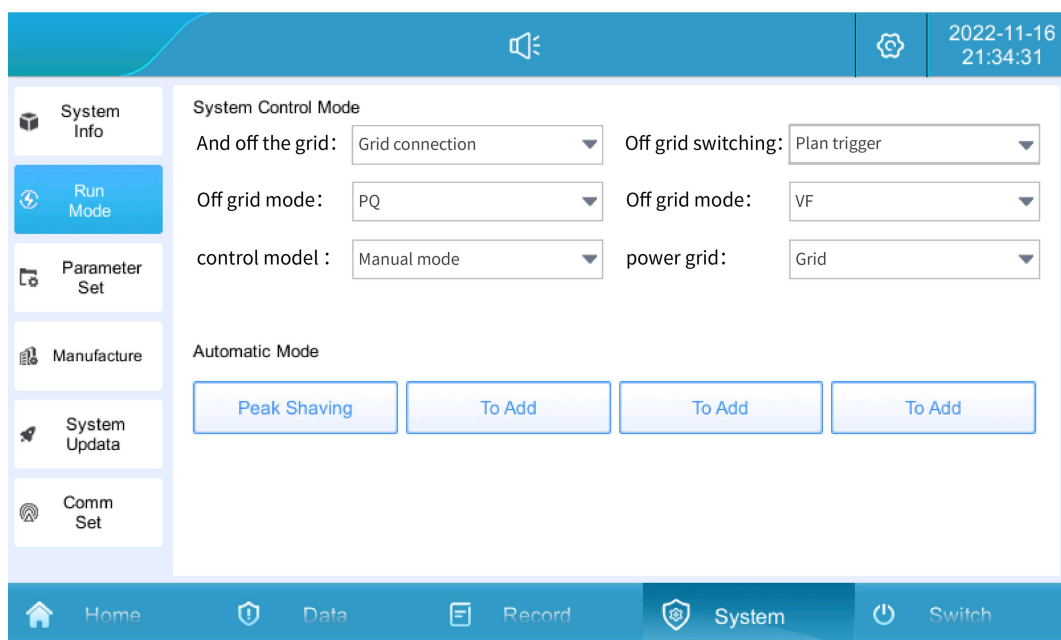 2022-11-16
21:34:31
System
Info
Run
Mode
Parameter
Set
Manufacture
System
Updata
Comm
Set
System Control Mode
And off the grid： Grid connection Off grid switching： Plan trigger
Off grid mode： PQ Off grid mode： VF
control model： Manual mode power grid： Grid
Automatic Mode
Peak Shaving To Add To Add To Add
Home Data Record System Switch